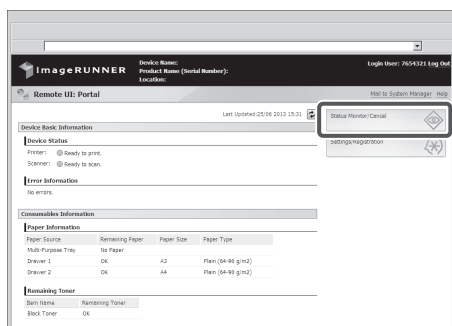 imageRUNNER
Device Name:
Product Name (Serial Number):
Location:
Login User: 7654321 Log Out
Remote UI: Portal
Mail to System Manager Help
Last Updated:25/06 2013 15:31
Status Monitor/Cancel
Settings/Registration
Device Basic Information
Device Status
Printer: Ready to print.
Scanner: Ready to scan.
Error Information
No errors.
Consumables Information
Paper Information
Paper Source Remaining Paper Paper Size Paper Type
Multi-Purpose Tray No Paper
Drawer 1 OK A3 Plain (64-90 g/m2)
Drawer 2 OK A4 Plain (64-90 g/m2)
Remaining Toner
Item Name Remaining Toner
Black Toner OK